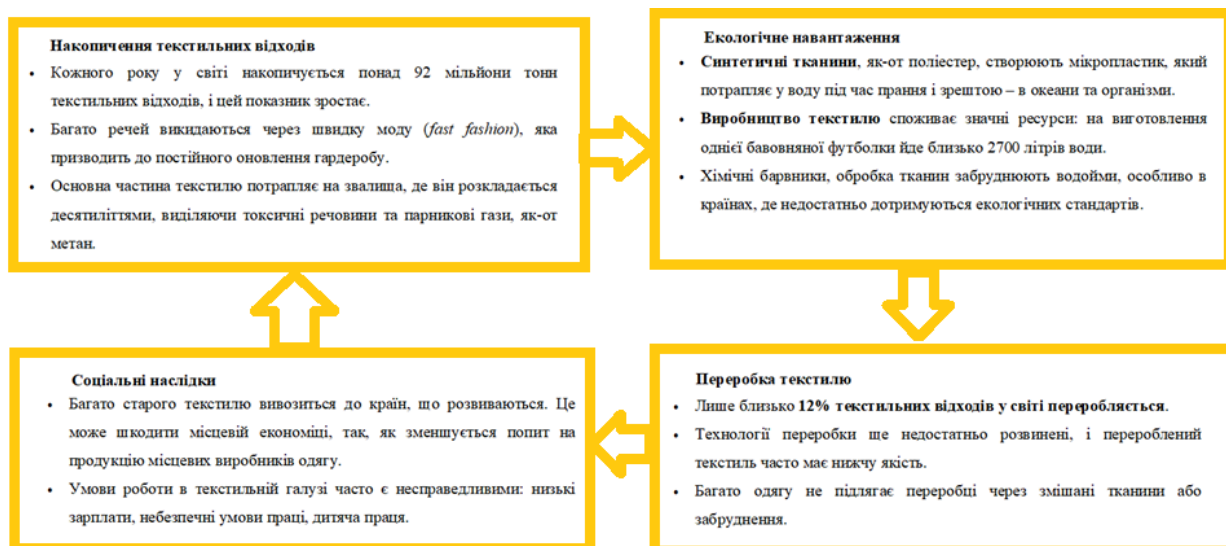 Накопичення текстильних відходів
• Кожного року у світі накопичується понад 92 мільйони тонн
текстильних відходів, і цей показник зростає.
• Багато речей викидаються через швидку моду (fast fashion), яка
призводить до постійного оновлення гардеробу.
• Основна частина текстилю потрапляє на звалища, де він розкладається
десятиліттями, виділяючи токсичні речовини та парникові гази, як-от
метан.
Екологічне навантаження
• Синтетичні тканини, як-от поліестер, створюють мікропластик, який
потрапляє у воду під час прання і зрештою – в океани та організми.
• Виробництво текстилю споживає значні ресурси: на виготовлення
однієї бавовняної футболки йде близько 2700 літрів води.
• Хімічні барвники, обробка тканин забруднюють водойми, особливо в
країнах, де недостатньо дотримуються екологічних стандартів.
Переробка текстилю
• Лише близько 12% текстильних відходів у світі переробляється.
• Технології переробки ще недостатньо розвинені, і перероблений
текстиль часто має нижчу якість.
• Багато одягу не підлягає переробці через змішані тканини або
забруднення.
Соціальні наслідки
• Багато старого текстилю вивозиться до країн, що розвиваються. Це
може шкодити місцевій економіці, так, як зменшується попит на
продукцію місцевих виробників одягу.
• Умови роботи в текстильній галузі часто є несправедливими: низькі
зарплати, небезпечні умови праці, дитяча праця.